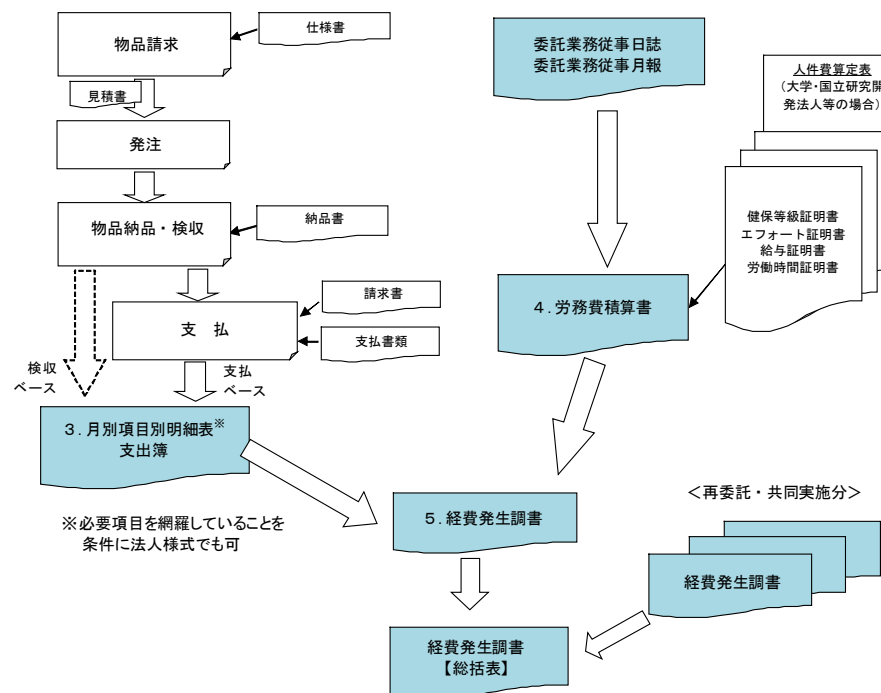 物品請求
仕様書
見積書
発注
物品納品・検収
納品書
請求書
支　払
支払書類
検収
ベース
支払
ベース
３．月別項目別明細表※
支出簿
※必要項目を網羅していることを
条件に法人様式でも可
委託業務従事日誌
委託業務従事月報
人件費算定表
（大学・国立研究開
発法人等の場合）
健保等級証明書
エフォート証明書
給与証明書
労働時間証明書
４．労務費積算書
５．経費発生調書
＜再委託・共同実施分＞
経費発生調書
経費発生調書
【総括表】